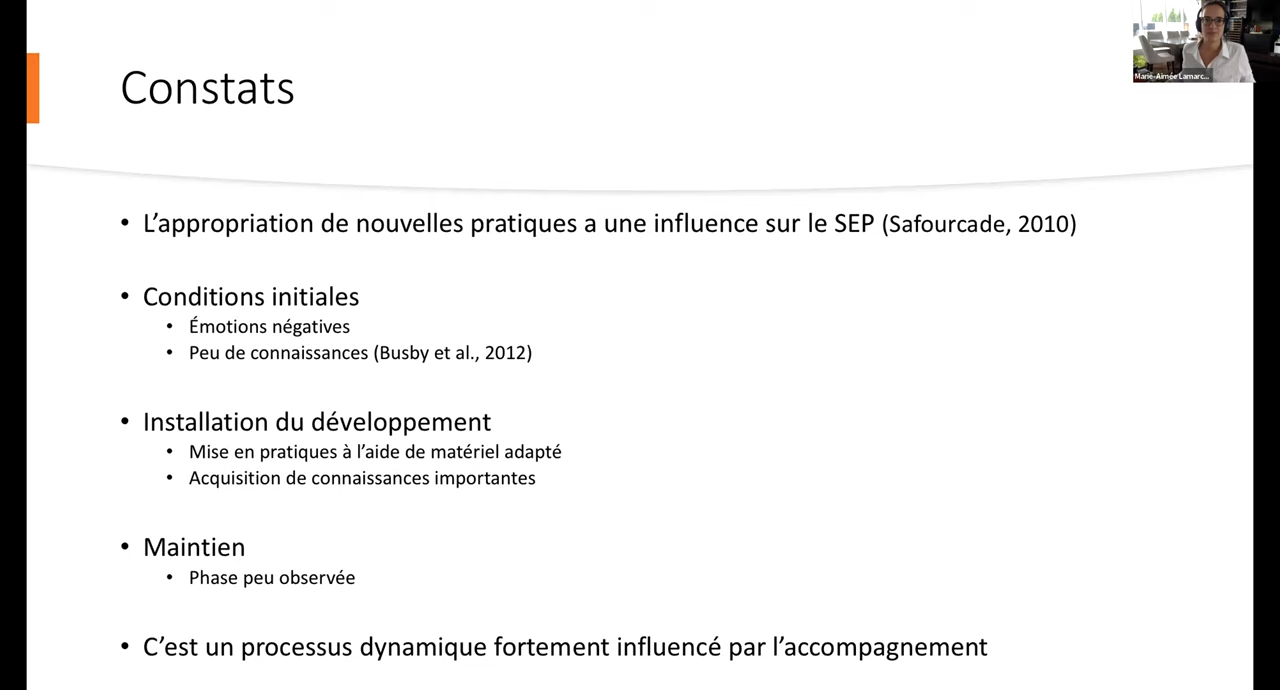 Constats
Marie-Aimée Lamarc...
• L’appropriation de nouvelles pratiques a une influence sur le SEP (Safourcade, 2010)
• Conditions initiales
• Émotions négatives
• Peu de connaissances (Busby et al., 2012)
• Installation du développement
• Mise en pratiques à l’aide de matériel adapté
• Acquisition de connaissances importantes
• Maintien
• Phase peu observée
• C’est un processus dynamique fortement influencé par l’accompagnement